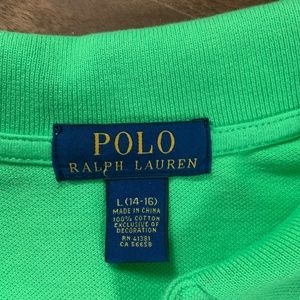 POLO
RALPH LAUREN
L (14-16)
MADE IN CHINA
100% COTTON
EXCLUSIVE OF
DECORATION
RN 41381
CA 56658